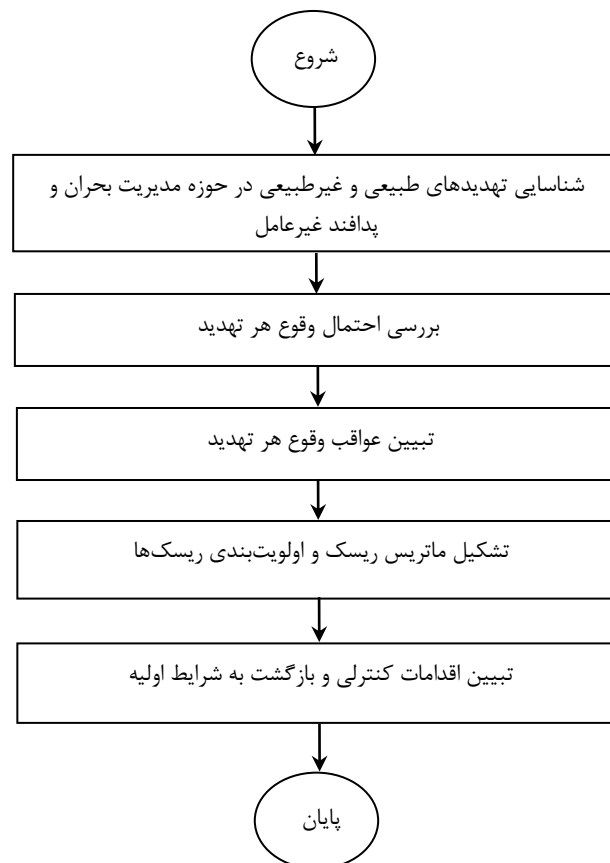 شروع
شناسایی تهدیدهای طبیعی و غیرطبیعی در حوزه مدیریت بحران و
پدافند غیرعامل
بررسی احتمال وقوع هر تهدید
تبیین عواقب وقوع هر تهدید
تشکیل ماتریس ریسک و اولویت‌بندی ریسک‌ها
تبیین اقدامات کنترلی و بازگشت به شرایط اولیه
پایان